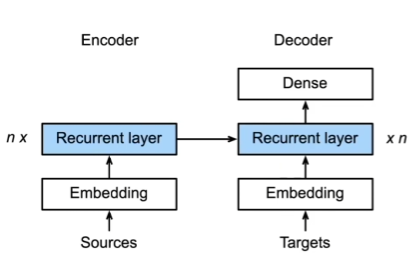 Encoder
Decoder
Dense
n x
Recurrent layer
Recurrent layer
x n
Embedding
Embedding
Sources
Targets